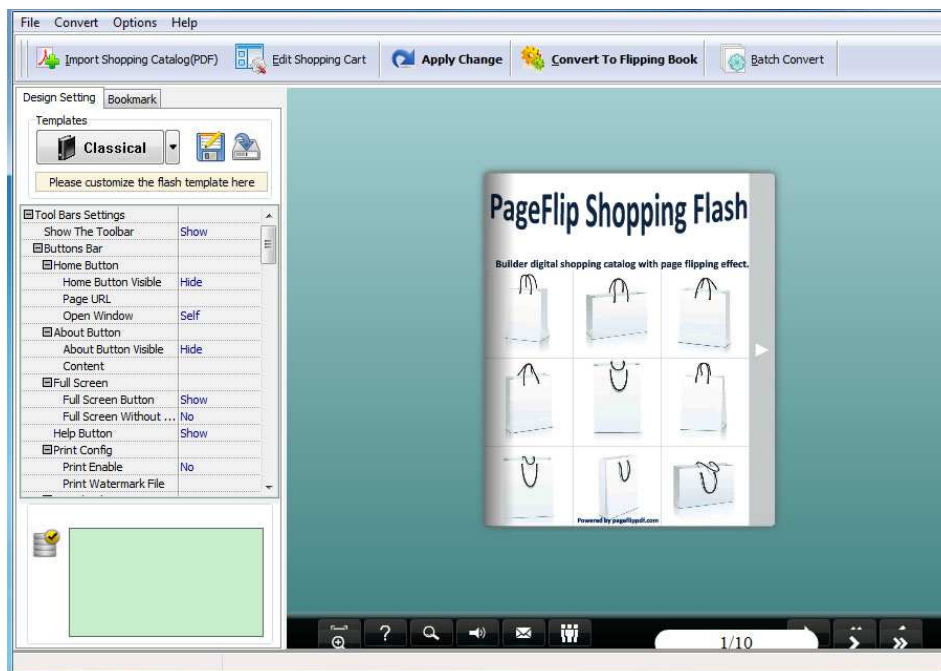 File Convert Options Help
Import Shopping Catalog(PDF) Edit Shopping Cart Apply Change Convert To Flipping Book Batch Convert
Design Setting Bookmark
Templates
Classical
Please customize the flash template here
Tool Bars Settings
Show The Toolbar Show
Buttons Bar
Home Button
Home Button Visible Hide
Page URL
Open Window Self
About Button
About Button Visible Hide
Content
Full Screen
Full Screen Button Show
Full Screen Without ... No
Help Button Show
Print Config
Print Enable No
Print Watermark File
PageFlip Shopping Flash
Builder digital shopping catalog with page flipping effect.
Powered by pageflippdf.com
1/10